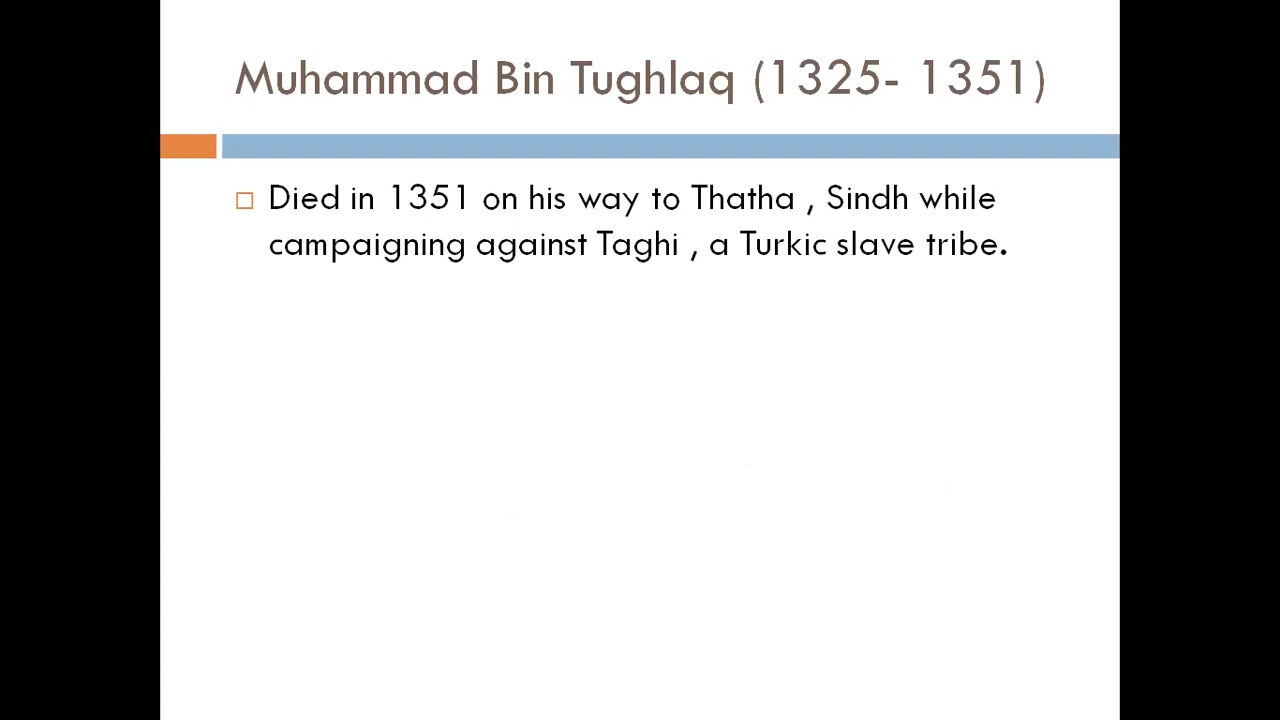 Muhammad Bin Tughlaq (1325- 1351)
Died in 1351 on his way to Thatha , Sindh while
campaigning against Taghi , a Turkic slave tribe.